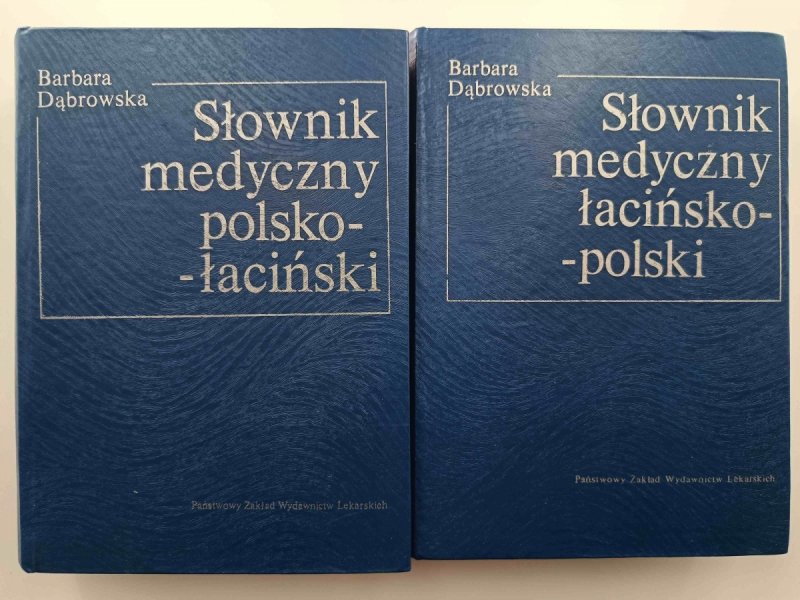 Barbara
Dąbrowska
Słownik
medyczny
polsko-
-łaciński
Państwowy Zakład Wydawnictw Lekarskich
Barbara
Dąbrowska
Słownik
medyczny
łacińsko-
-polski
Państwowy Zakład Wydawnictw Lekarskich